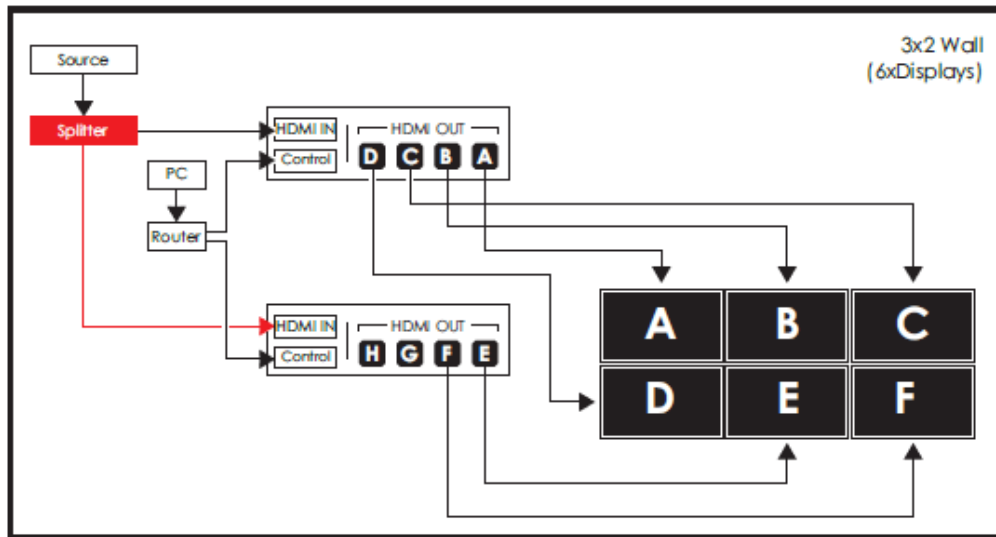 3x2 Wall
(6xDisplays)
Source
Splitter
HDMI IN
HDMI OUT
Control
D C B A
PC
Router
HDMI IN
HDMI OUT
Control
H G F E
A B C
D E F